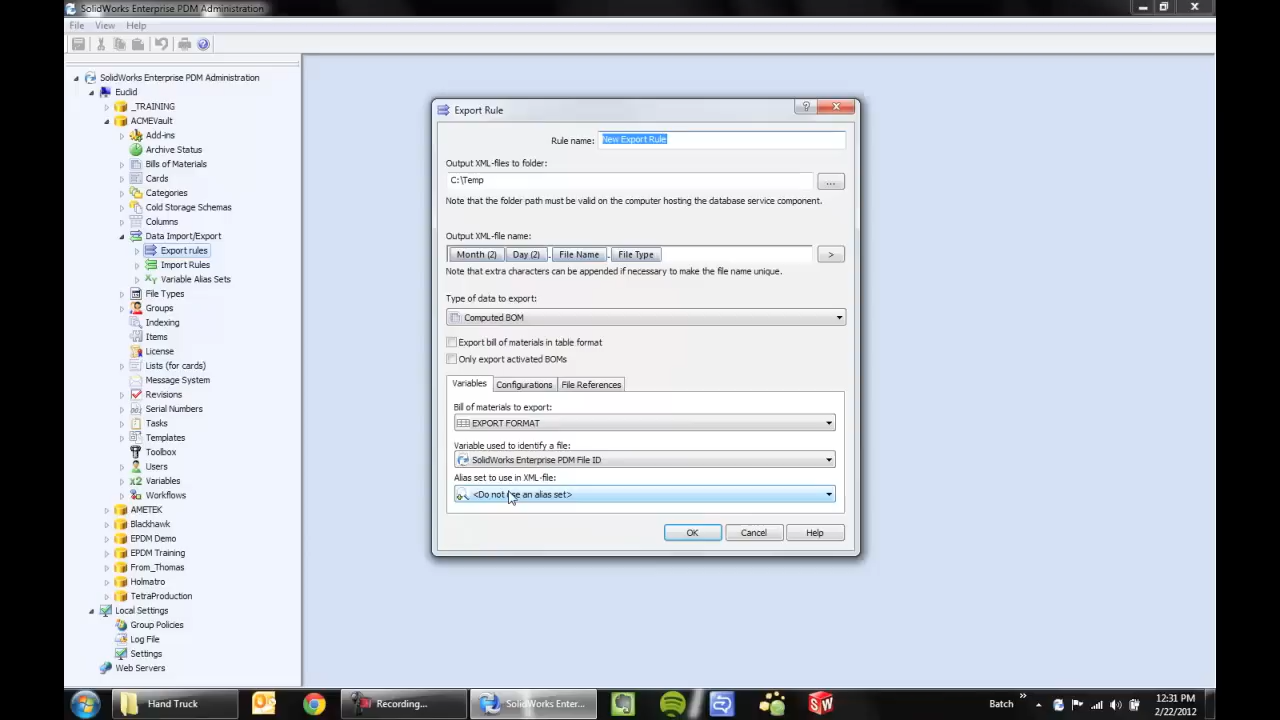 SolidWorks Enterprise PDM Administration
File View Help
SolidWorks Enterprise PDM Administration
Euclid
_TRAINING
ACMEVault
Add-ins
Archive Status
Bills of Materials
Cards
Categories
Cold Storage Schemas
Columns
Data Import/Export
Export rules
Import Rules
Variable Alias Sets
File Types
Groups
Indexing
Items
License
Lists (for cards)
Message System
Revisions
Serial Numbers
Tasks
Templates
Toolbox
Users
Variables
Workflows
AMETEK
Blackhawk
EPDM Demo
EPDM Training
From_Thomas
Holmatro
TetraProduction
Local Settings
Group Policies
Log File
Settings
Web Servers
Export Rule
Rule name: New Export Rule
Output XML-files to folder:
C:\Temp
...
Note that the folder path must be valid on the computer hosting the database service component.
Output XML-file name:
Month (2) Day (2) . File Name . File Type >
Note that extra characters can be appended if necessary to make the file name unique.
Type of data to export:
Computed BOM
Export bill of materials in table format
Only export activated BOMs
Variables Configurations File References
Bill of materials to export:
EXPORT FORMAT
Variable used to identify a file:
SolidWorks Enterprise PDM File ID
Alias set to use in XML-file:
<Do not use an alias set>
OK Cancel Help
Hand Truck
Recording...
SolidWorks Enter...
Batch
12:31 PM
2/22/2012